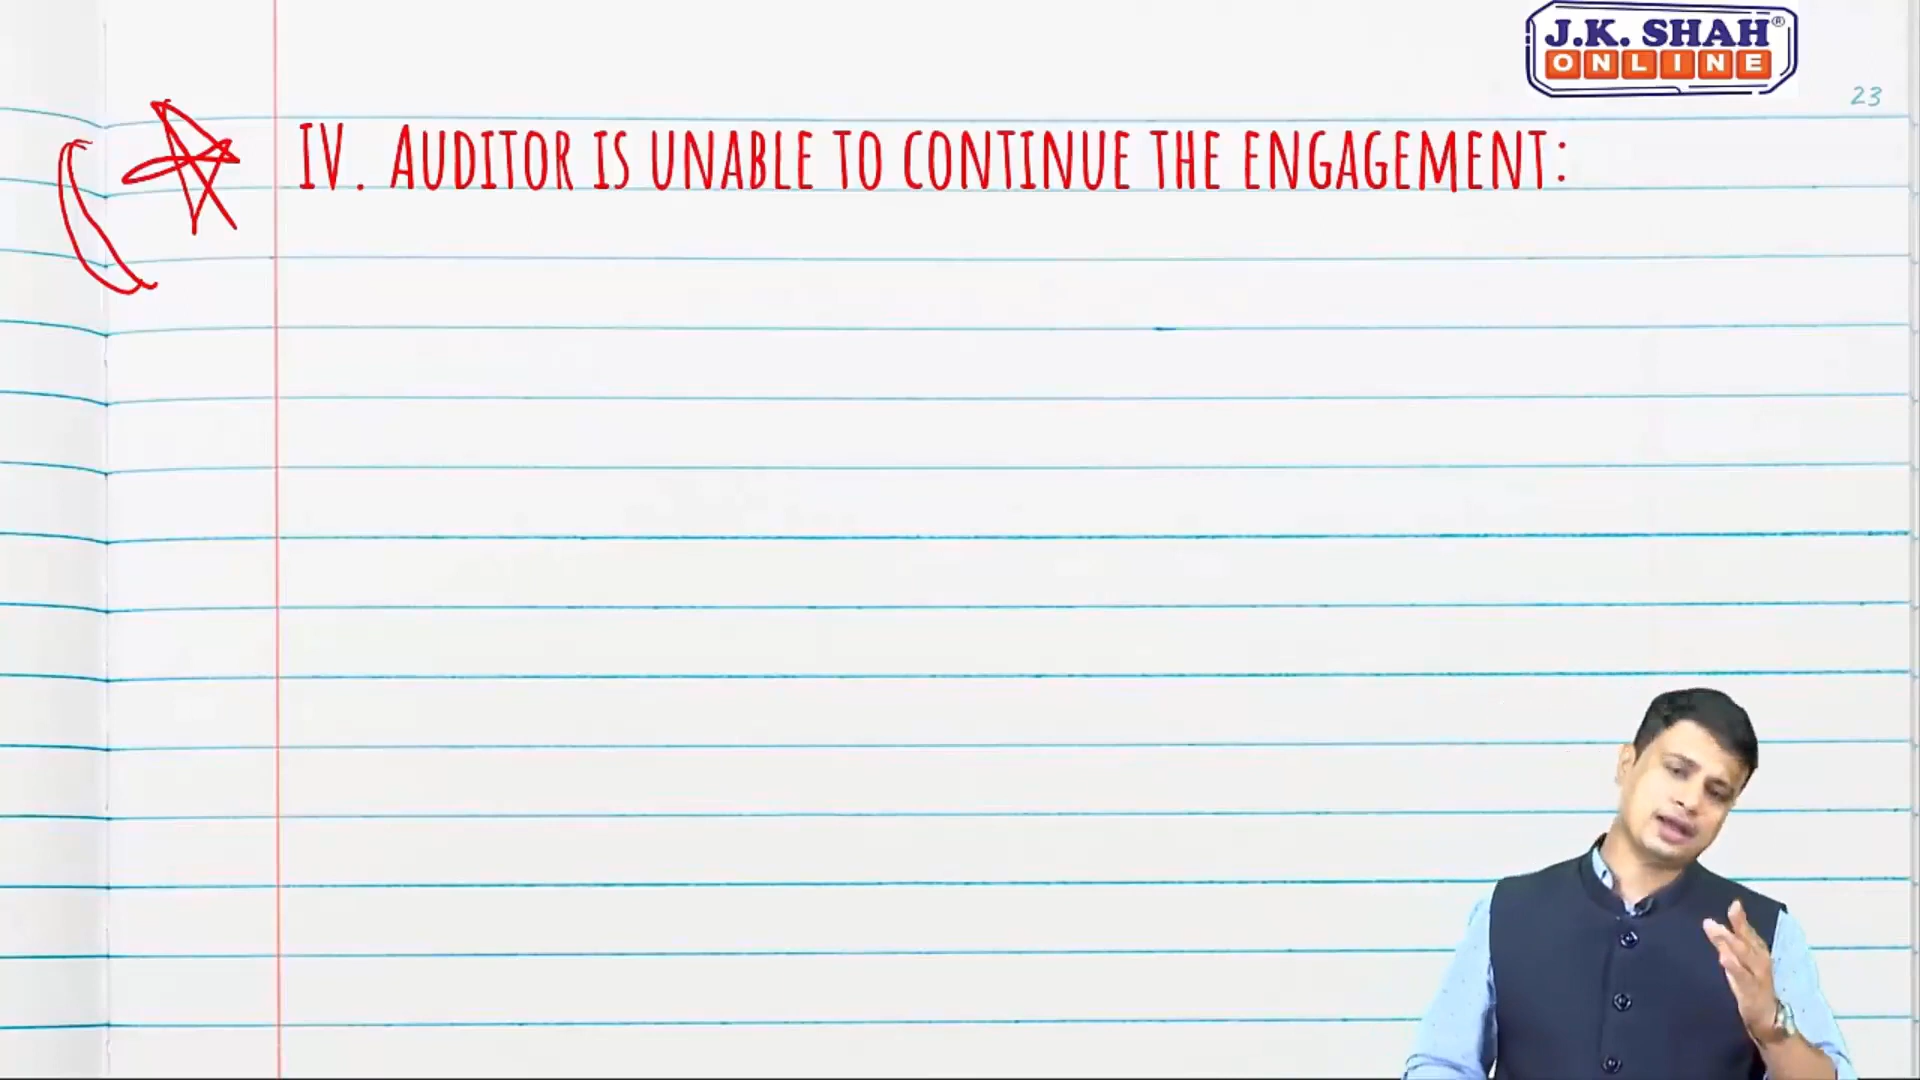 J.K. SHAH®
ONLINE
23
IV. AUDITOR IS UNABLE TO CONTINUE THE ENGAGEMENT: